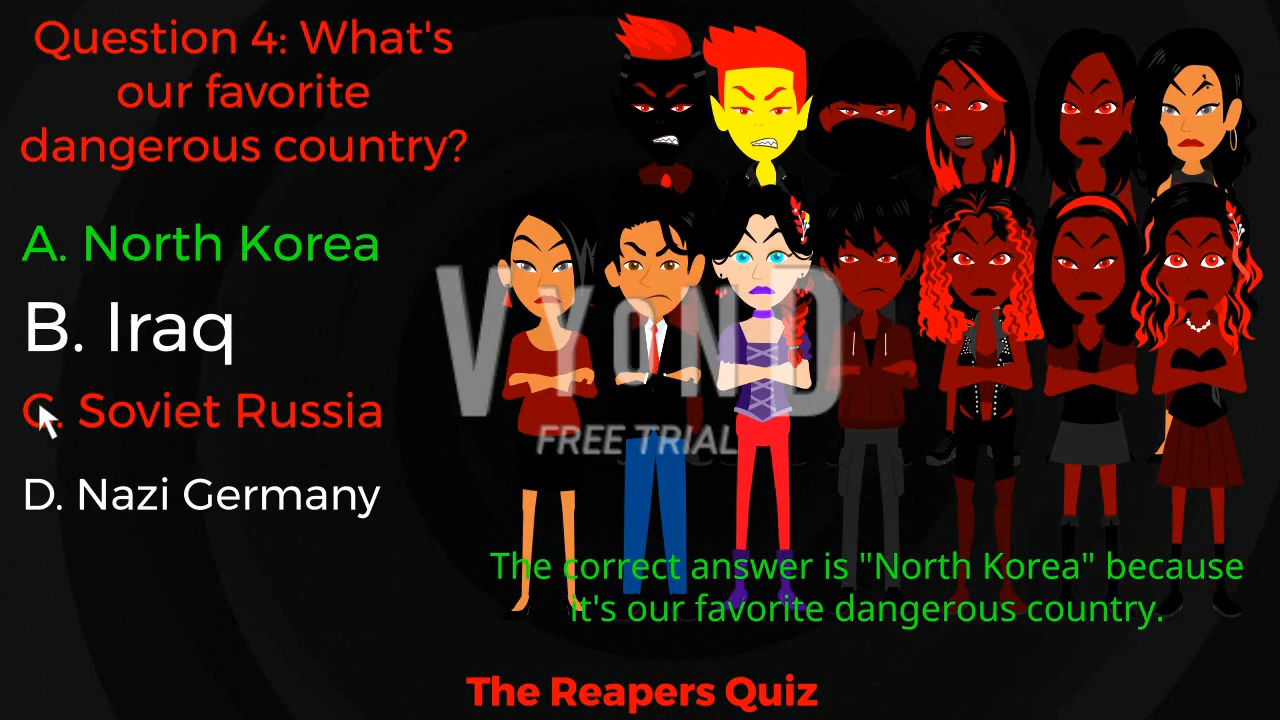 Question 4: What's
our favorite
dangerous country?
A. North Korea
B. Iraq
C. Soviet Russia
D. Nazi Germany
VYOND
FREE TRIAL
The correct answer is "North Korea" because
it's our favorite dangerous country.
The Reapers Quiz